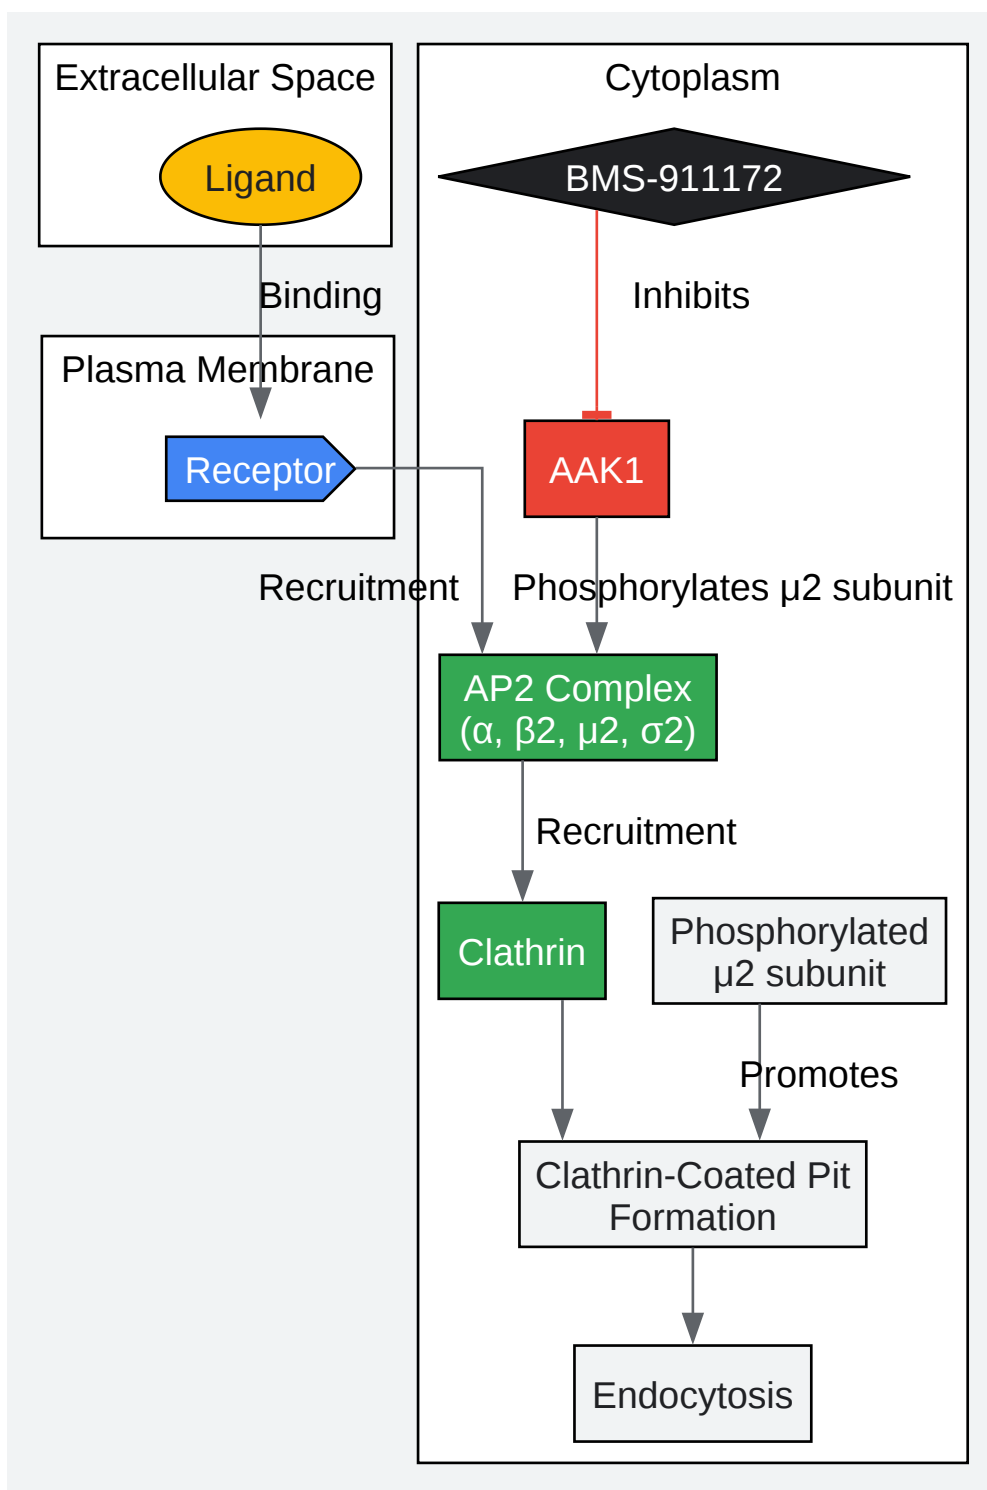 Extracellular Space
Ligand
Binding
Plasma Membrane
Receptor
Recruitment
Cytoplasm
BMS-911172
Inhibits
AAK1
Phosphorylates μ2 subunit
AP2 Complex
(α, β2, μ2, σ2)
Recruitment
Clathrin
Phosphorylated
μ2 subunit
Promotes
Clathrin-Coated Pit
Formation
Endocytosis